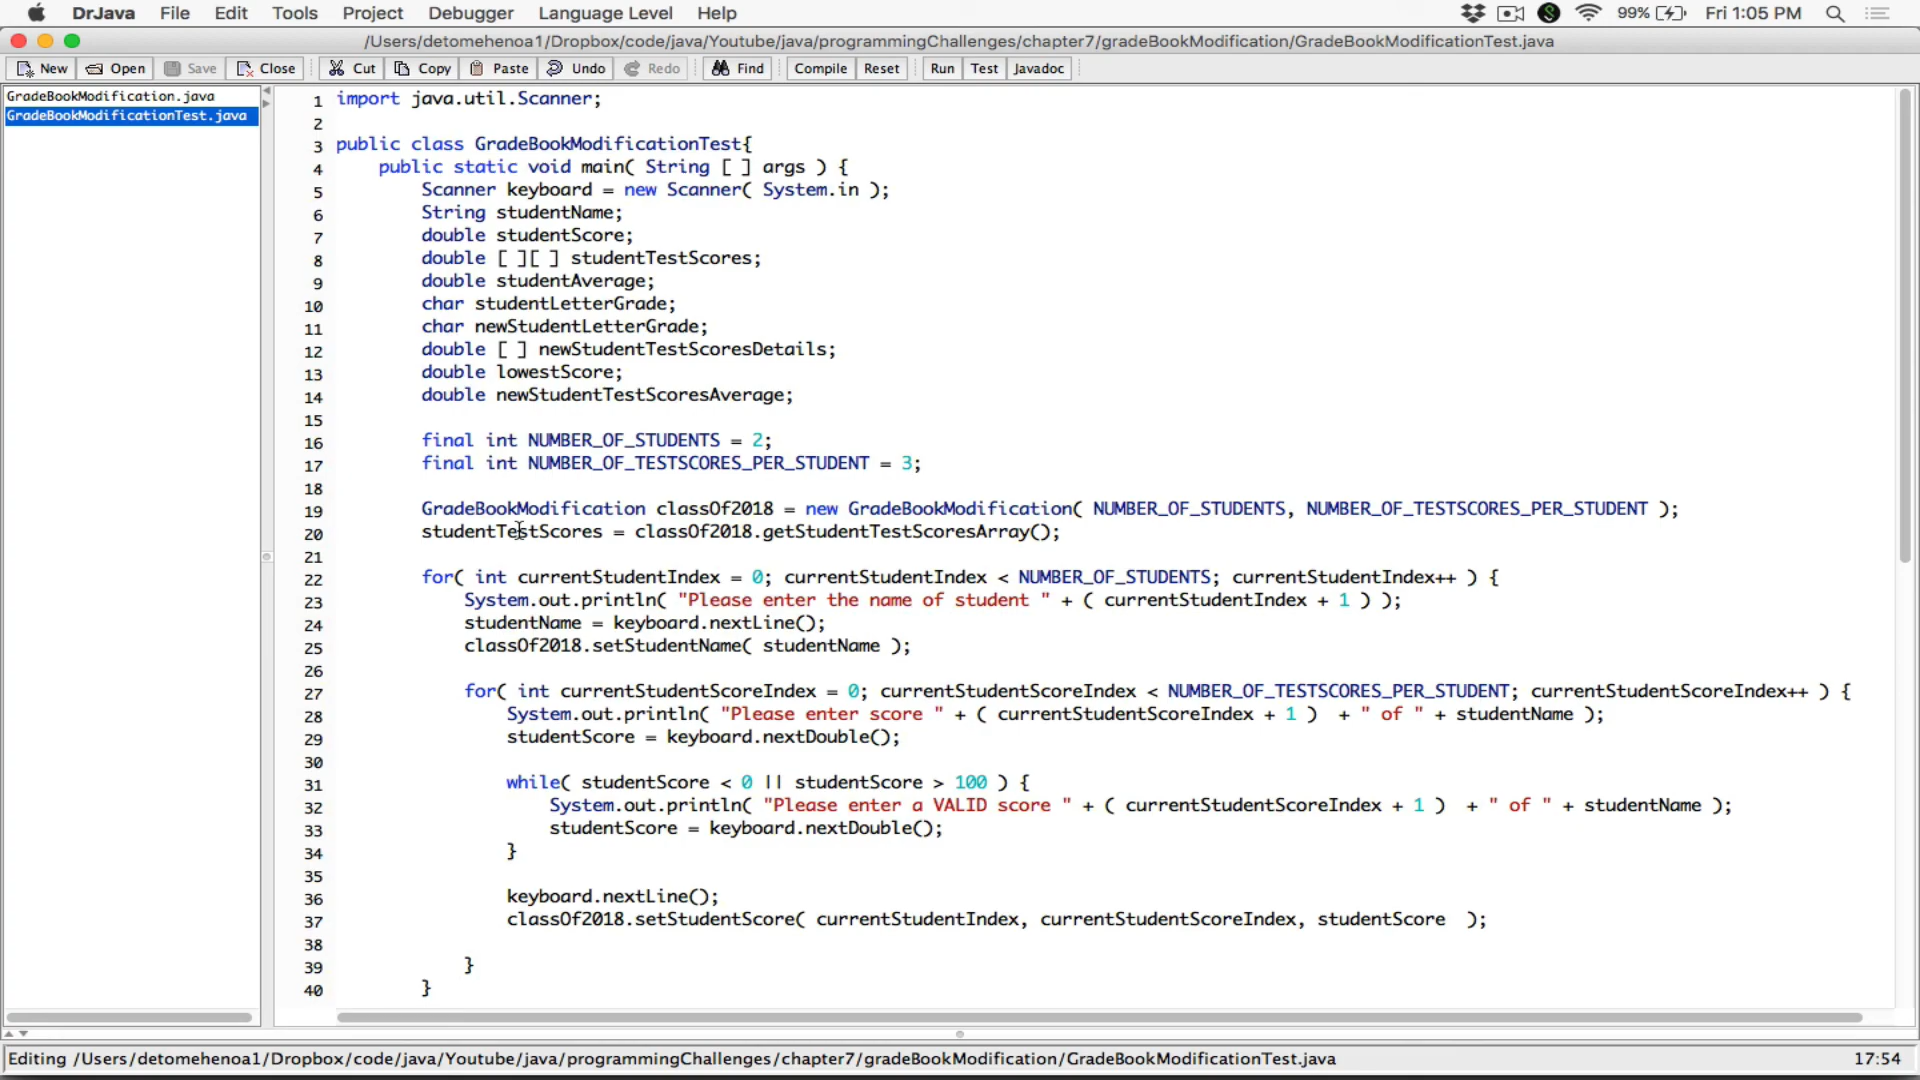 DrJava File Edit Tools Project Debugger Language Level Help 99% Fri 1:05 PM
/Users/detomehenoa1/Dropbox/code/java/Youtube/java/programmingChallenges/chapter7/gradeBookModification/GradeBookModificationTest.java
New Open Save Close Cut Copy Paste Undo Redo Find Compile Reset Run Test Javadoc
GradeBookModification.java
GradeBookModificationTest.java
1 import java.util.Scanner;
2
3 public class GradeBookModificationTest{
4 public static void main( String [ ] args ) {
5 Scanner keyboard = new Scanner( System.in );
6 String studentName;
7 double studentScore;
8 double [ ][ ] studentTestScores;
9 double studentAverage;
10 char studentLetterGrade;
11 char newStudentLetterGrade;
12 double [ ] newStudentTestScoresDetails;
13 double lowestScore;
14 double newStudentTestScoresAverage;
15
16 final int NUMBER_OF_STUDENTS = 2;
17 final int NUMBER_OF_TESTSCORES_PER_STUDENT = 3;
18
19 GradeBookModification classOf2018 = new GradeBookModification( NUMBER_OF_STUDENTS, NUMBER_OF_TESTSCORES_PER_STUDENT );
20 studentTestScores = classOf2018.getStudentTestScoresArray();
21
22 for( int currentStudentIndex = 0; currentStudentIndex < NUMBER_OF_STUDENTS; currentStudentIndex++ ) {
23 System.out.println( "Please enter the name of student " + ( currentStudentIndex + 1 ) );
24 studentName = keyboard.nextLine();
25 classOf2018.setStudentName( studentName );
26
27 for( int currentStudentScoreIndex = 0; currentStudentScoreIndex < NUMBER_OF_TESTSCORES_PER_STUDENT; currentStudentScoreIndex++ ) {
28 System.out.println( "Please enter score " + ( currentStudentScoreIndex + 1 ) + " of " + studentName );
29 studentScore = keyboard.nextDouble();
30
31 while( studentScore < 0 || studentScore > 100 ) {
32 System.out.println( "Please enter a VALID score " + ( currentStudentScoreIndex + 1 ) + " of " + studentName );
33 studentScore = keyboard.nextDouble();
34 }
35
36 keyboard.nextLine();
37 classOf2018.setStudentScore( currentStudentIndex, currentStudentScoreIndex, studentScore );
38
39 }
40 }
Editing /Users/detomehenoa1/Dropbox/code/java/Youtube/java/programmingChallenges/chapter7/gradeBookModification/GradeBookModificationTest.java 17:54